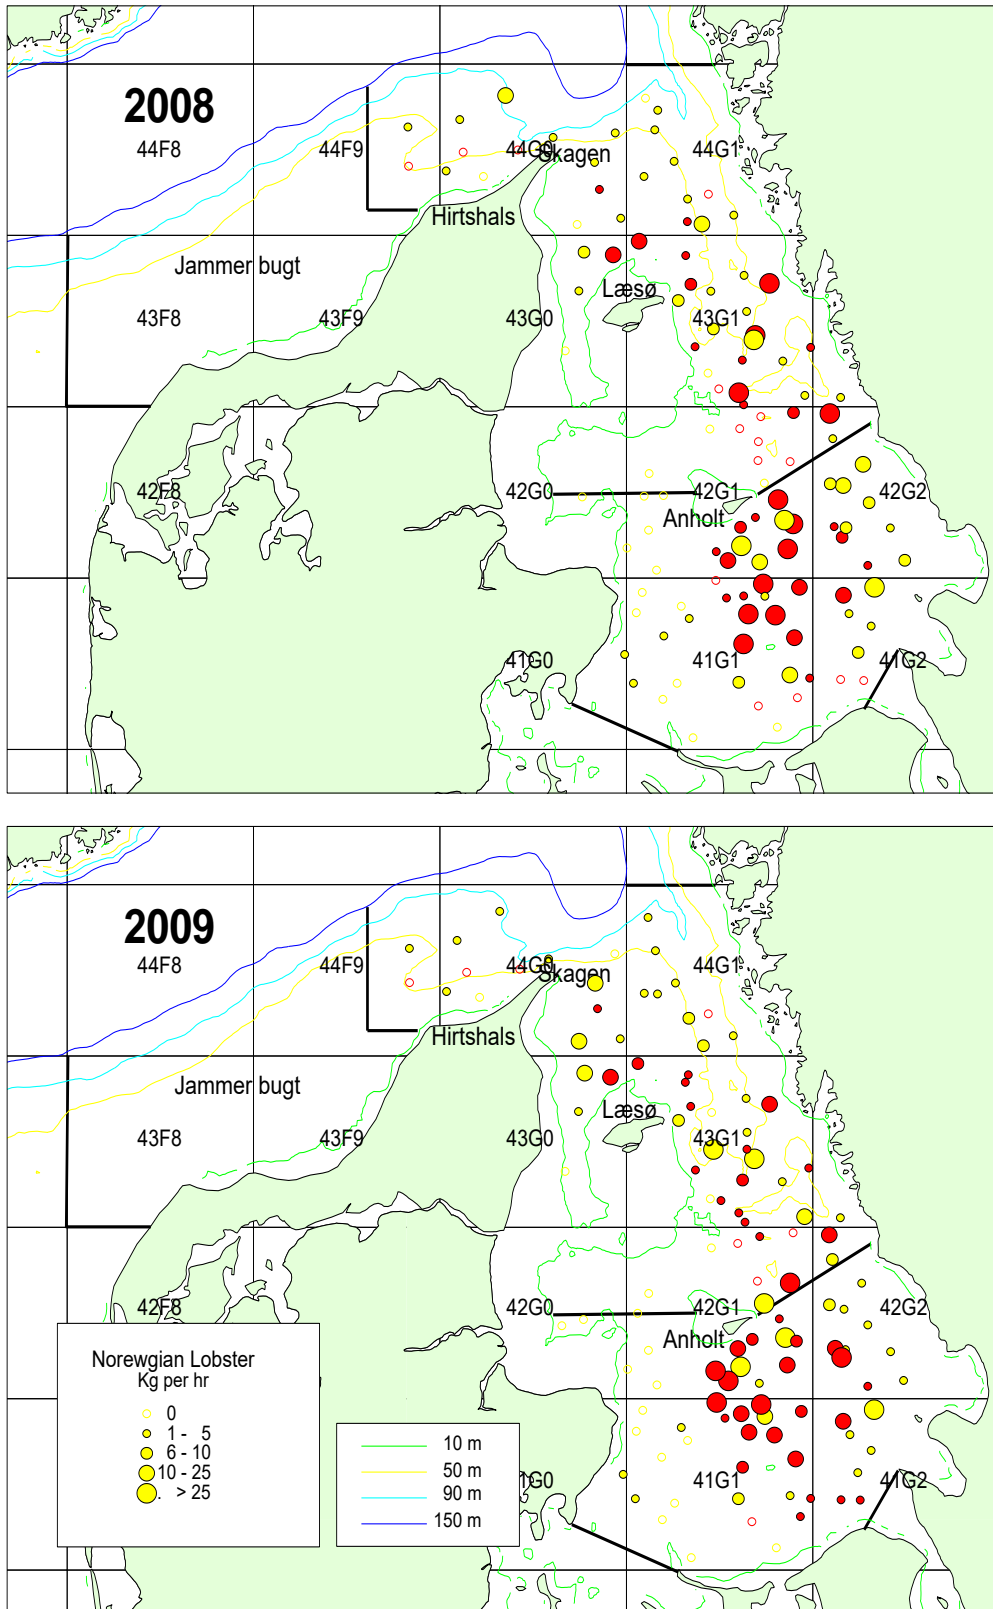 2008
44F8
44F9
44G0
Skagen
44G1
Hirtshals
Jammer bugt
Læsø
43F8
43F9
43G0
43G1
42F8
42G0
42G1
42G2
Anholt
41G0
41G1
41G2
2009
44F8
44F9
44G0
Skagen
44G1
Hirtshals
Jammer bugt
Læsø
43F8
43F9
43G0
43G1
42F8
42G0
42G1
42G2
Anholt
Norewgian Lobster
Kg per hr
0
1 - 5
6 - 10
10 - 25
. > 25
10 m
50 m
90 m
150 m
1G0
41G1
41G2